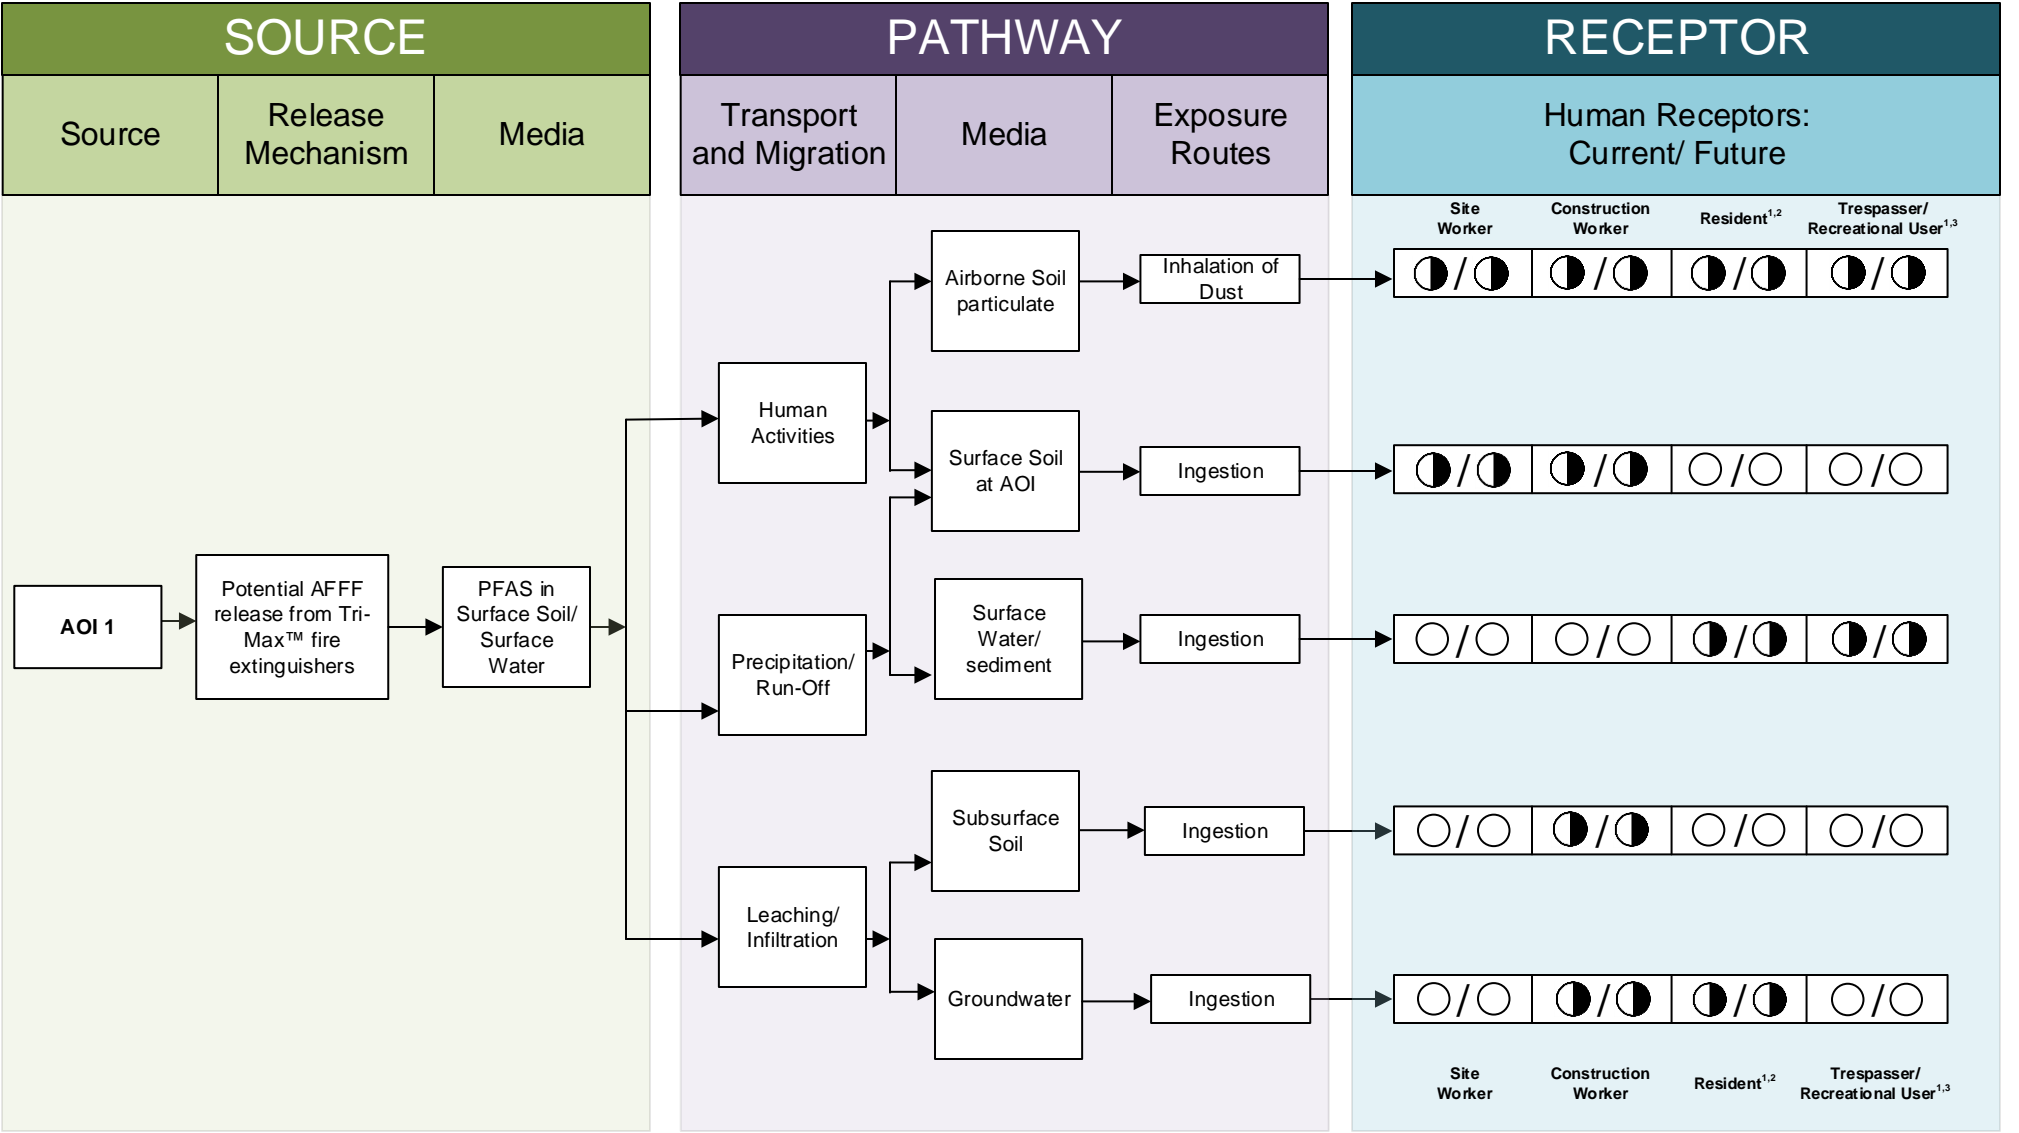 SOURCE
PATHWAY
RECEPTOR
Source
Release
Mechanism
Media
Transport
and Migration
Media
Exposure
Routes
Human Receptors:
Current/ Future
Site
Worker
Construction
Worker
Resident1,2
Trespasser/
Recreational User1,3
Airborne Soil
particulate
Inhalation of
Dust
/ / / /
Human
Activities
Surface Soil
at AOI
Ingestion
/ / / /
AOI 1
Potential AFFF
release from Tri-
Max™ fire
extinguishers
PFAS in
Surface Soil/
Surface
Water
Precipitation/
Run-Off
Surface
Water/
sediment
Ingestion
/ / / /
Subsurface
Soil
Ingestion
/ / / /
Leaching/
Infiltration
Groundwater
Ingestion
/ / / /
Site
Worker
Construction
Worker
Resident1,2
Trespasser/
Recreational User1,3